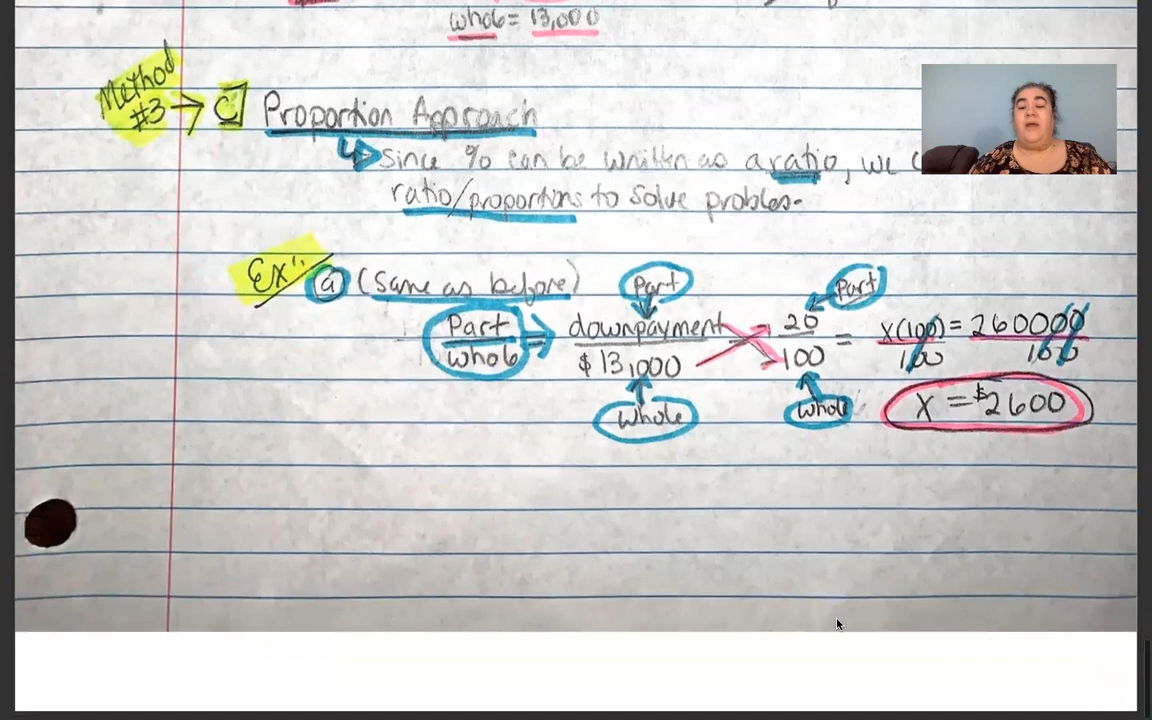 whole = 13,000
Method
#3 → C] Proportion Approach
↳ Since % can be written as a ratio, we
ratio/proportions to solve probles.
Ex: (a) (Same as before) Part Part
Part ⇒ downpayment 20 = x(100) = 260000
whole $13,000 100 100 100
Whole Whole x = $2600